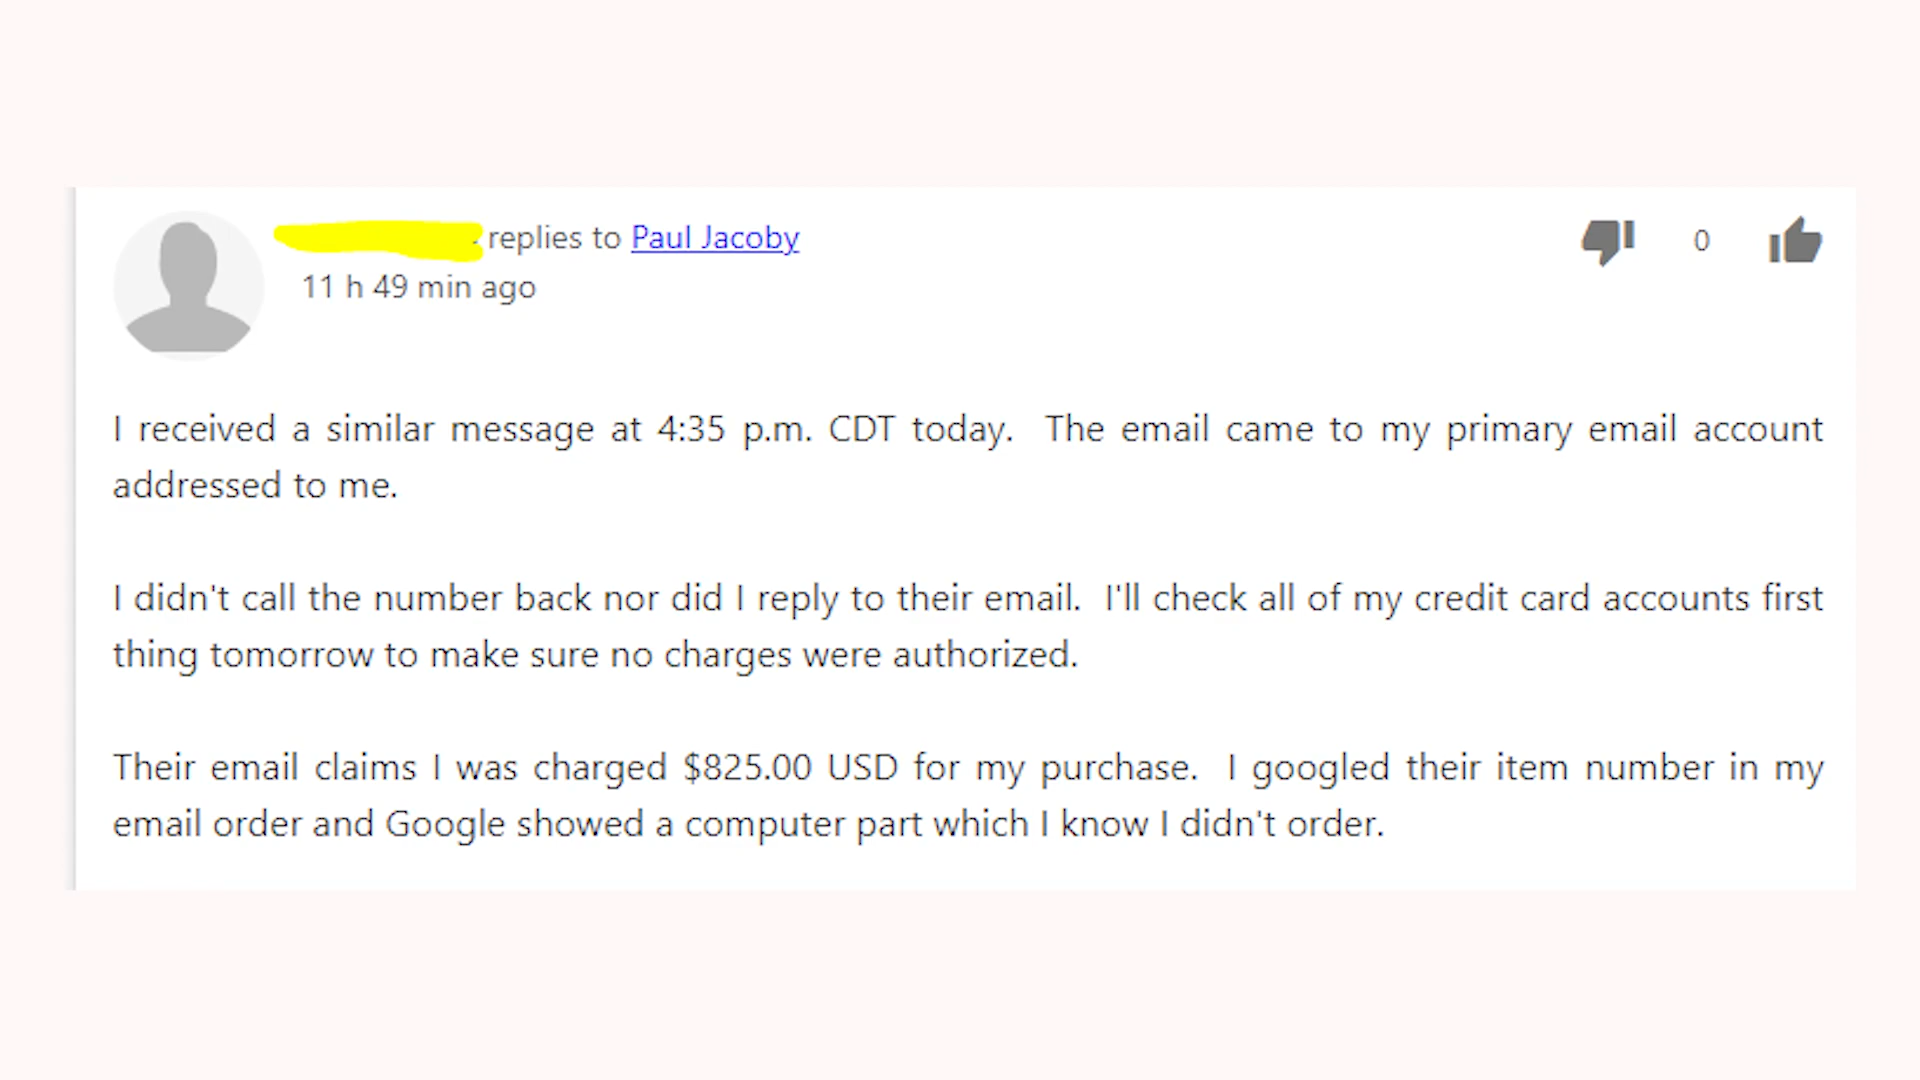 replies to Paul Jacoby
11 h 49 min ago
0
I received a similar message at 4:35 p.m. CDT today. The email came to my primary email account
addressed to me.
I didn't call the number back nor did I reply to their email. I'll check all of my credit card accounts first
thing tomorrow to make sure no charges were authorized.
Their email claims I was charged $825.00 USD for my purchase. I googled their item number in my
email order and Google showed a computer part which I know I didn't order.